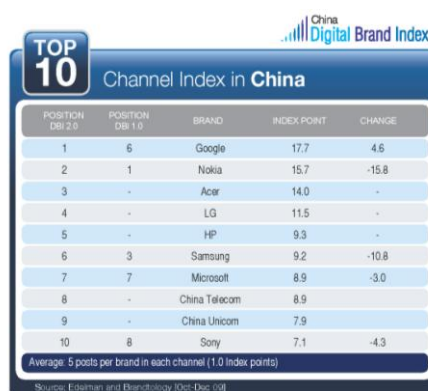 China
Digital Brand Index
TOP
10
Channel Index in China
POSITION DBI 2.0 POSITION DBI 1.0 BRAND INDEX POINT CHANGE
1 6 Google 17.7 4.6
2 1 Nokia 15.7 -15.8
3 - Acer 14.0 -
4 - LG 11.5 -
5 - HP 9.3 -
6 3 Samsung 9.2 -10.8
7 7 Microsoft 8.9 -3.0
8 - China Telecom 8.9
9 - China Unicom 7.9
10 8 Sony 7.1 -4.3
Average: 5 posts per brand in each channel (1.0 Index points)
Source: Edelman and Brandtology [Oct-Dec 09]